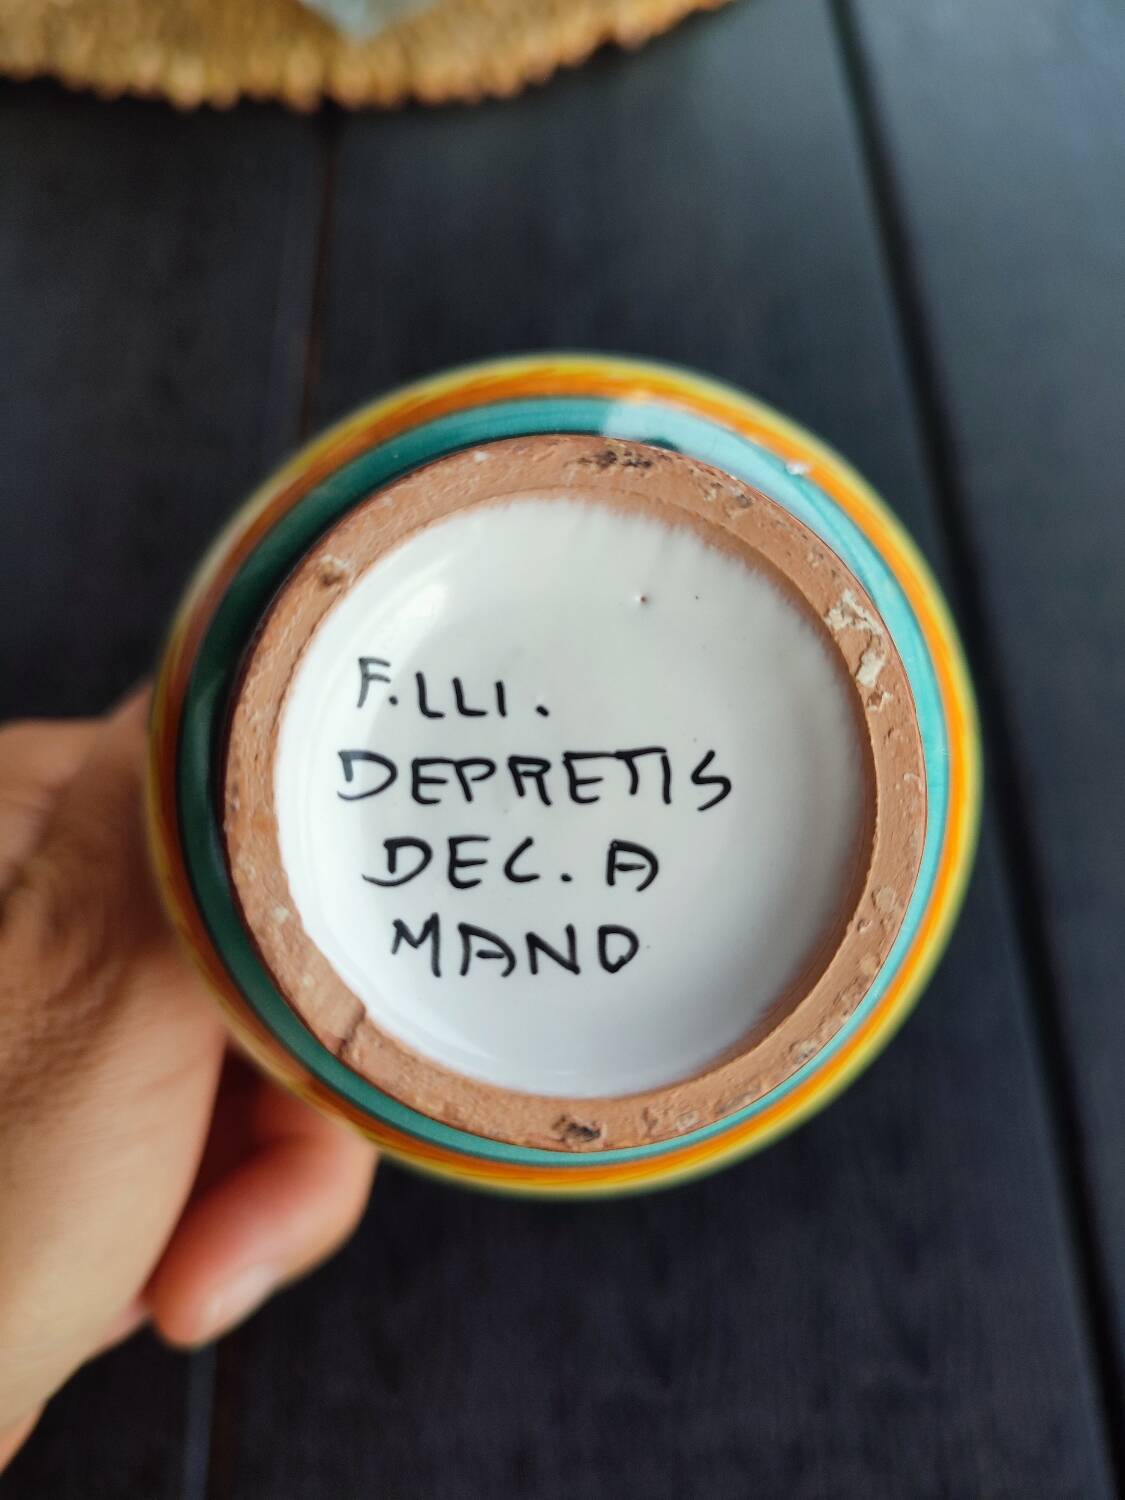 F.LLI.
DEPRETIS
DEC. A
MANO